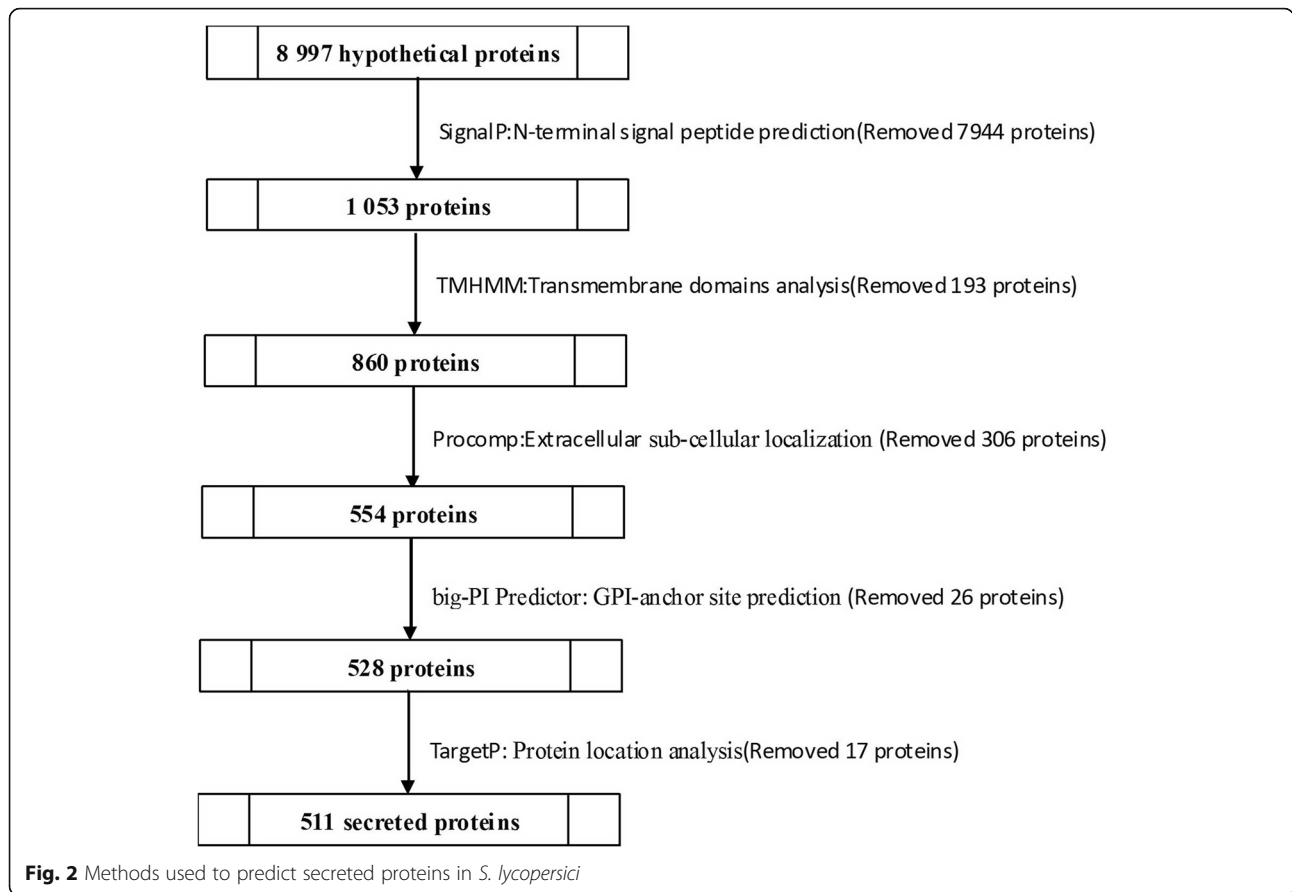 8 997 hypothetical proteins
SignalP:N-terminal signal peptide prediction(Removed 7944 proteins)
1 053 proteins
TMHMM:Transmembrane domains analysis(Removed 193 proteins)
860 proteins
Procomp:Extracellular sub-cellular localization (Removed 306 proteins)
554 proteins
big-PI Predictor: GPI-anchor site prediction (Removed 26 proteins)
528 proteins
TargetP: Protein location analysis(Removed 17 proteins)
511 secreted proteins
Fig. 2 Methods used to predict secreted proteins in S. lycopersici